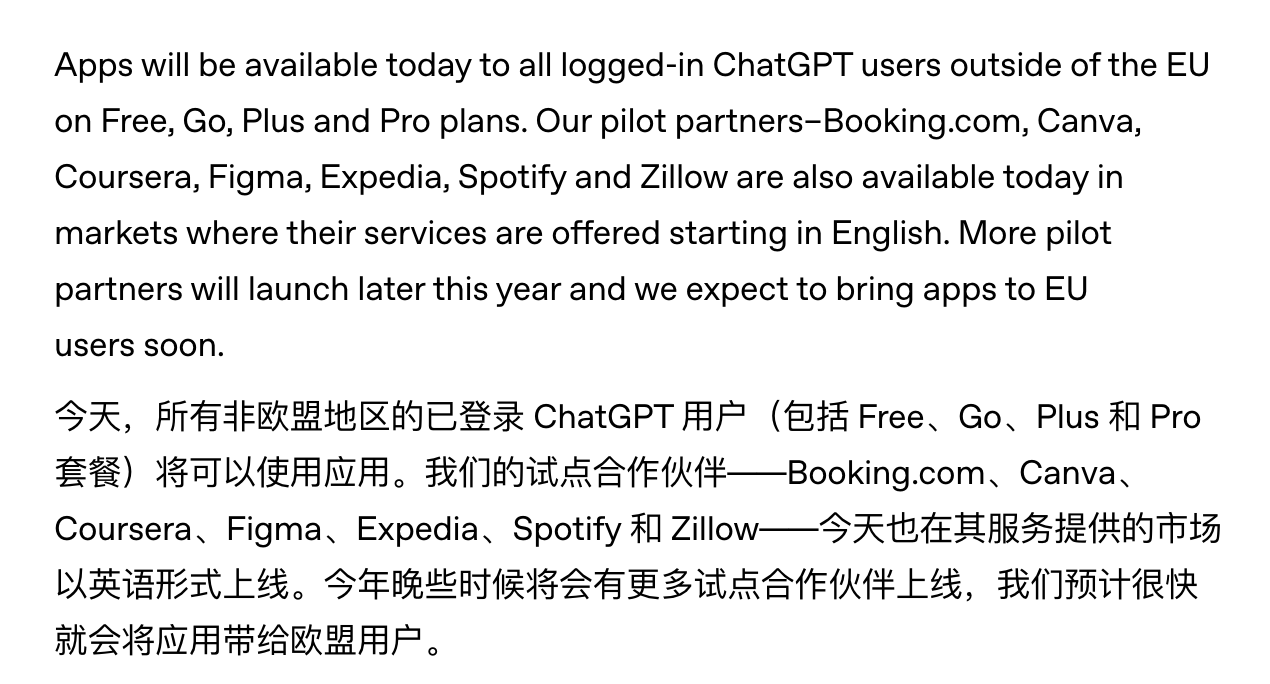 Apps will be available today to all logged-in ChatGPT users outside of the EU
on Free, Go, Plus and Pro plans. Our pilot partners–Booking.com, Canva,
Coursera, Figma, Expedia, Spotify and Zillow are also available today in
markets where their services are offered starting in English. More pilot
partners will launch later this year and we expect to bring apps to EU
users soon.
今天，所有非欧盟地区的已登录 ChatGPT 用户（包括 Free、Go、Plus 和 Pro
套餐）将可以使用应用。我们的试点合作伙伴——Booking.com、Canva、
Coursera、Figma、Expedia、Spotify 和 Zillow——今天也在其服务提供的市场
以英语形式上线。今年晚些时候将会有更多试点合作伙伴上线，我们预计很快
就会将应用带给欧盟用户。